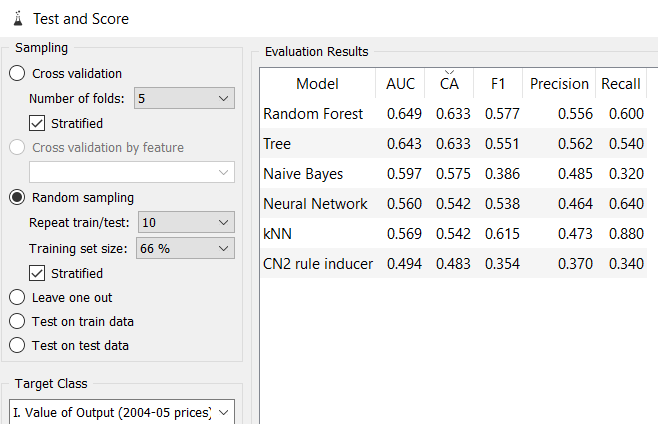 Test and Score
Sampling
Cross validation
Number of folds: 5
Stratified
Cross validation by feature
Random sampling
Repeat train/test: 10
Training set size: 66 %
Stratified
Leave one out
Test on train data
Test on test data
Target Class
I. Value of Output (2004-05 prices)
Evaluation Results
Model AUC CA F1 Precision Recall
Random Forest 0.649 0.633 0.577 0.556 0.600
Tree 0.643 0.633 0.551 0.562 0.540
Naive Bayes 0.597 0.575 0.386 0.485 0.320
Neural Network 0.560 0.542 0.538 0.464 0.640
kNN 0.569 0.542 0.615 0.473 0.880
CN2 rule inducer 0.494 0.483 0.354 0.370 0.340